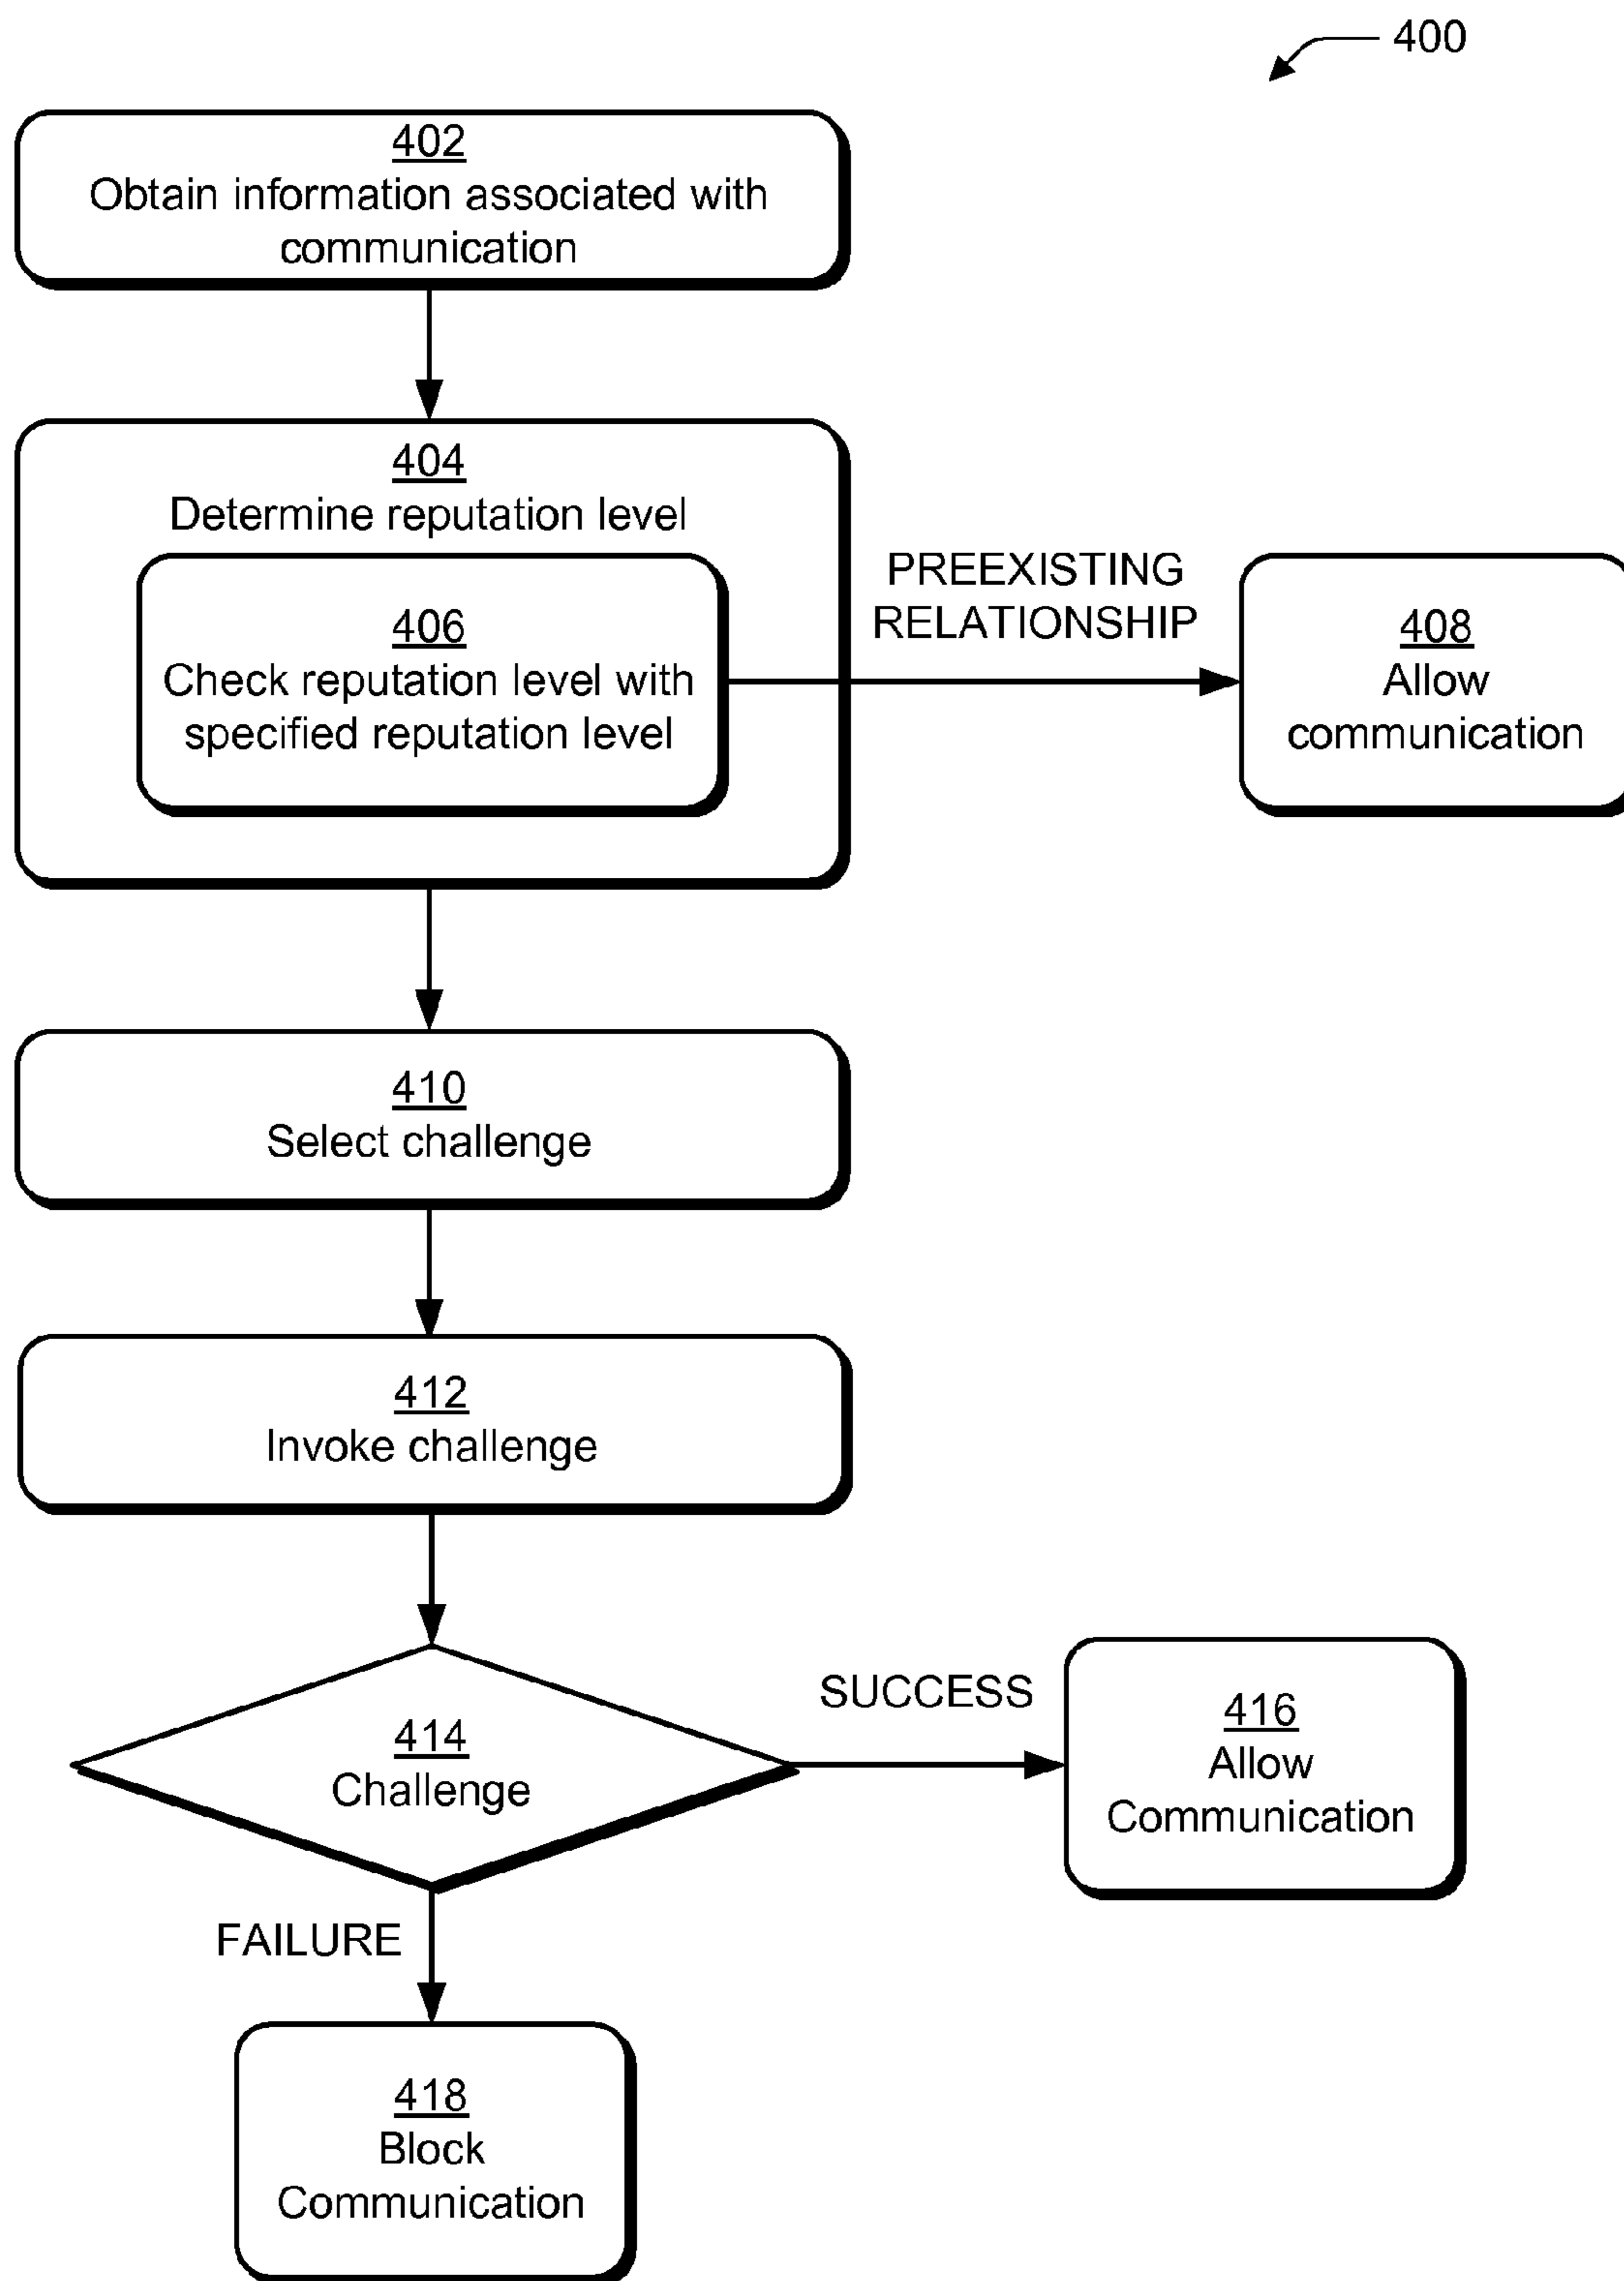 400
402
Obtain information associated with
communication
404
Determine reputation level
406
Check reputation level with
specified reputation level
PREEXISTING
RELATIONSHIP
408
Allow
communication
410
Select challenge
412
Invoke challenge
414
Challenge
SUCCESS
416
Allow
Communication
FAILURE
418
Block
Communication